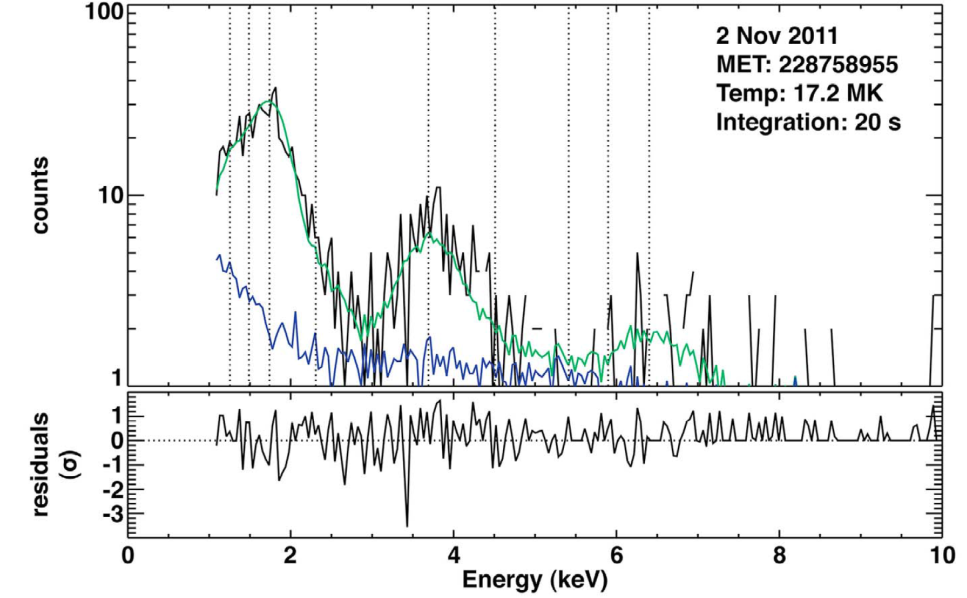 100
10
1
counts
2 Nov 2011
MET: 228758955
Temp: 17.2 MK
Integration: 20 s
1
0
-1
-2
-3
residuals
(σ)
0 2 4 6 8 10
Energy (keV)